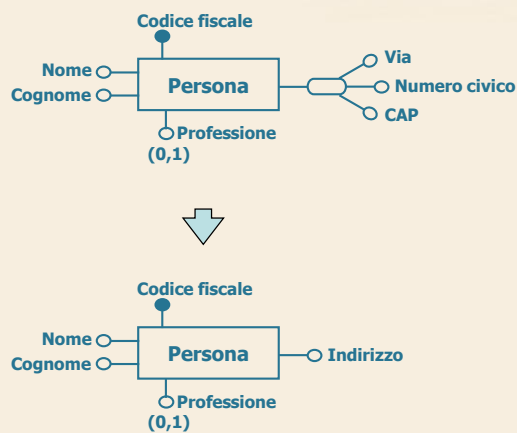 Codice fiscale
Nome
Cognome
Persona
Via
Numero civico
CAP
Professione
(0,1)
Codice fiscale
Nome
Cognome
Persona
Indirizzo
Professione
(0,1)